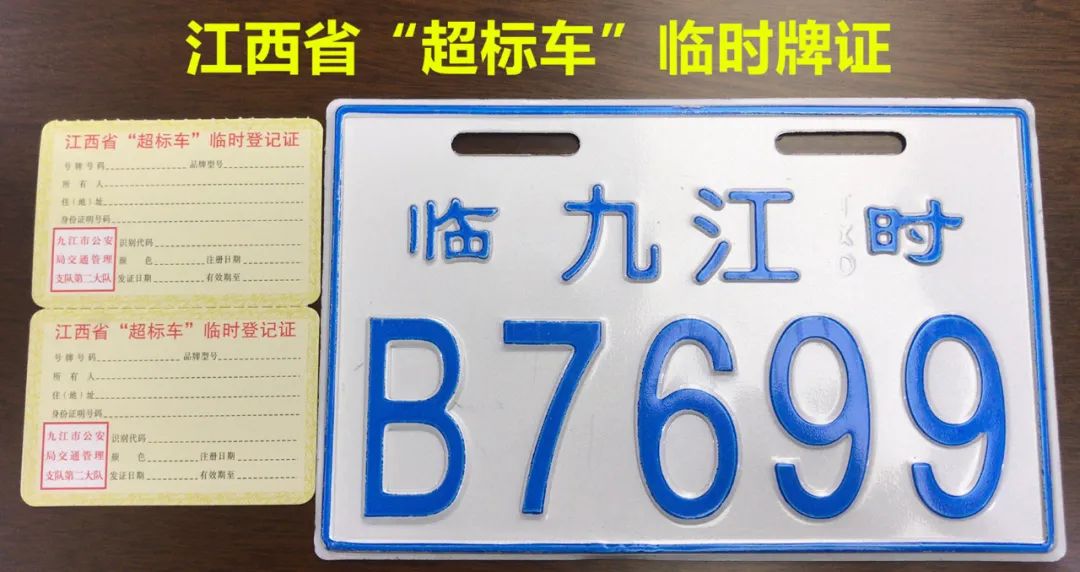 江西省“超标车”临时牌证
江西省“超标车”临时登记证
号牌号码 品牌型号
所有人
住(地)址
身份证明号码
九江市公安
局交通管理
支队第二大队
识别代码
颜色 注册日期
发证日期 有效期至
江西省“超标车”临时登记证
号牌号码 品牌型号
所有人
住(地)址
身份证明号码
九江市公安
局交通管理
支队第二大队
识别代码
颜色 注册日期
发证日期 有效期至
临九江时
B7699